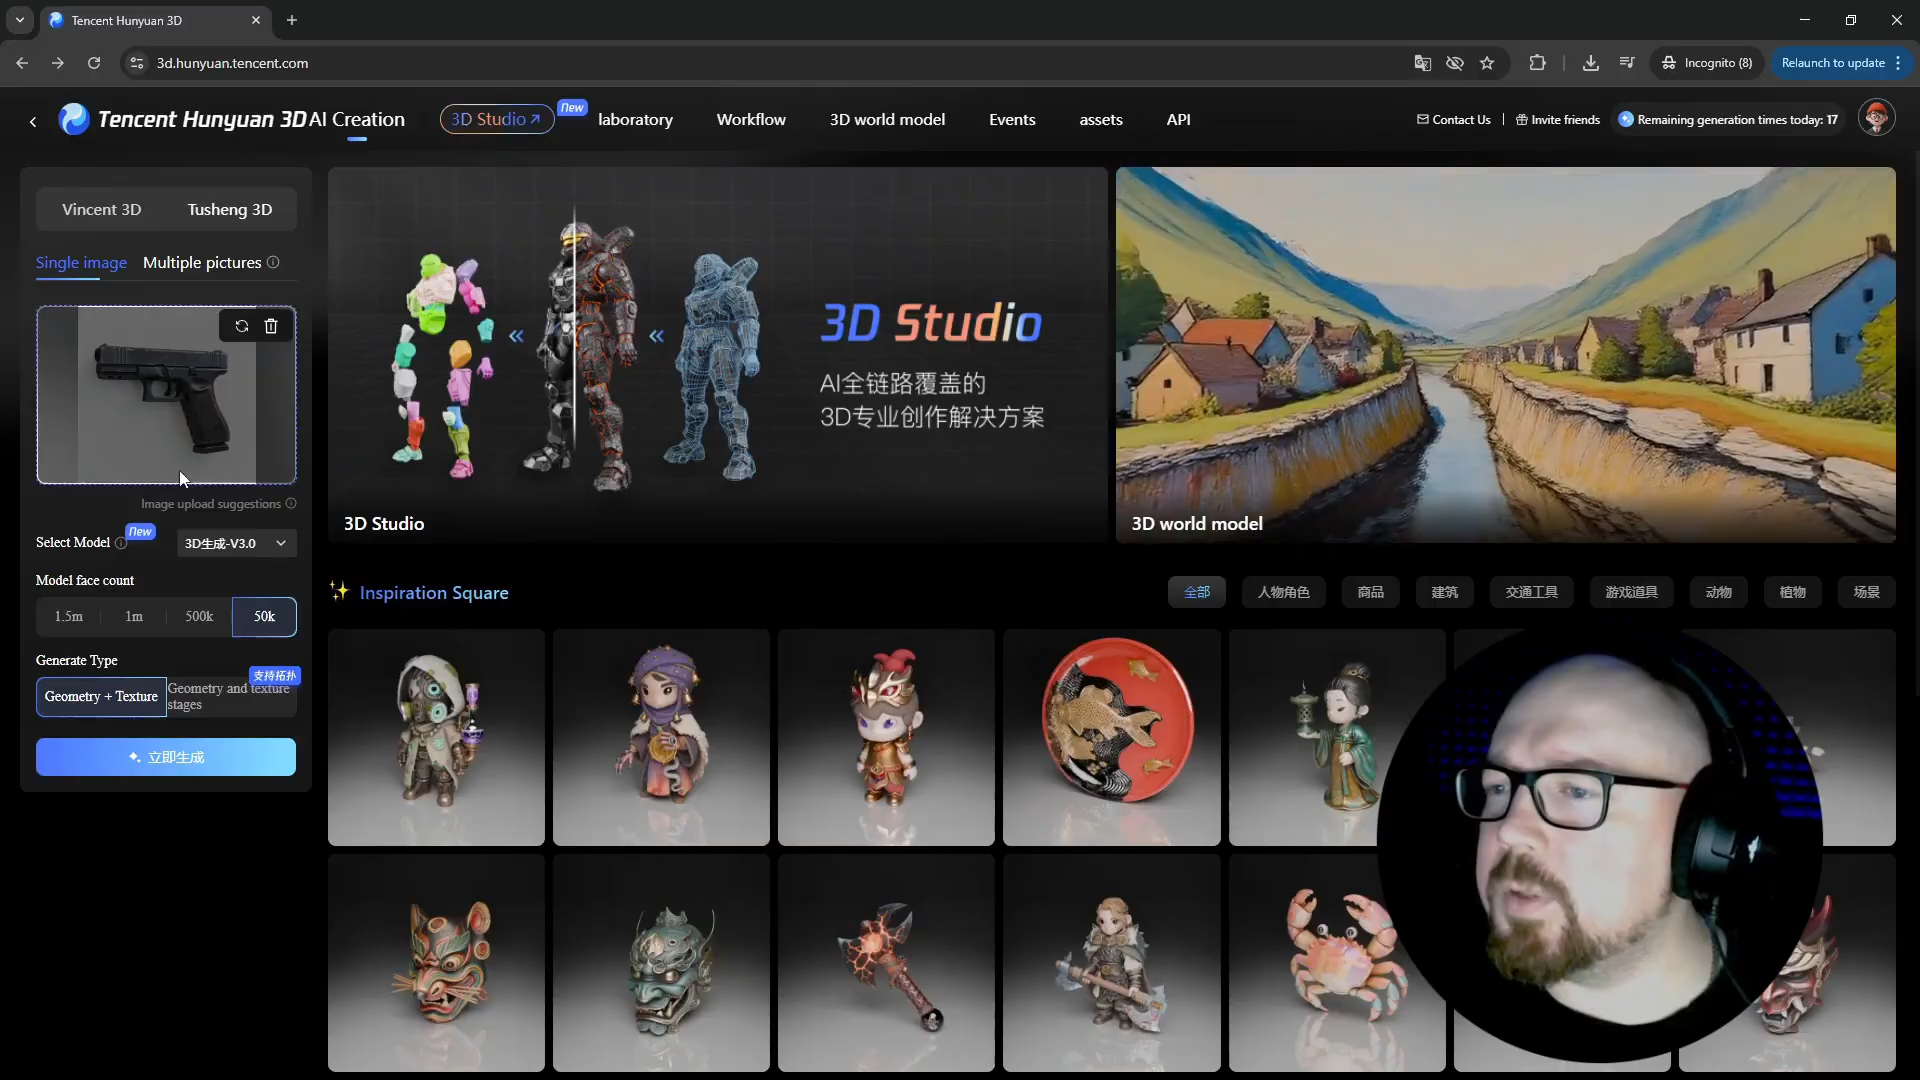 Tencent Hunyuan 3D
3d.hunyuan.tencent.com
Incognito (8)
Relaunch to update
Tencent Hunyuan 3D
AI Creation
3D Studio
New
laboratory
Workflow
3D world model
Events
assets
API
Contact Us
Invite friends
Remaining generation times today: 17
Vincent 3D
Tusheng 3D
Single image
Multiple pictures
Image upload suggestions
Select Model
New
3D生成-V3.0
Model face count
1.5m
1m
500k
50k
Generate Type
支持拓扑
Geometry + Texture
Geometry and texture
stages
立即生成
3D Studio
AI全链路覆盖的
3D专业创作解决方案
3D Studio
3D world model
Inspiration Square
全部
人物角色
商品
建筑
交通工具
游戏道具
动物
植物
场景